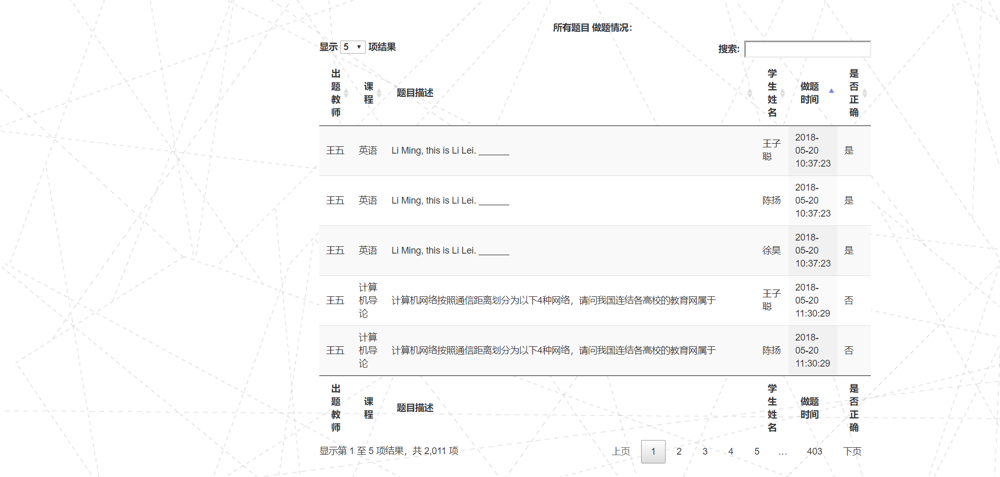 所有题目 做题情况：
显示 5 项结果
搜索:
出题教师 课程 题目描述 学生姓名 做题时间 是否正确
王五 英语 Li Ming, this is Li Lei. ______ 王子聪 2018-05-20 10:37:23 是
王五 英语 Li Ming, this is Li Lei. ______ 陈扬 2018-05-20 10:37:23 是
王五 英语 Li Ming, this is Li Lei. ______ 徐昊 2018-05-20 10:37:23 是
王五 计算机导论 计算机网络按照通信距离划分为以下4种网络，请问我国连结各高校的教育网属于 王子聪 2018-05-20 11:30:29 否
王五 计算机导论 计算机网络按照通信距离划分为以下4种网络，请问我国连结各高校的教育网属于 陈扬 2018-05-20 11:30:29 否
出题教师 课程 题目描述 学生姓名 做题时间 是否正确
显示第 1 至 5 项结果，共 2,011 项
上页 1 2 3 4 5 … 403 下页